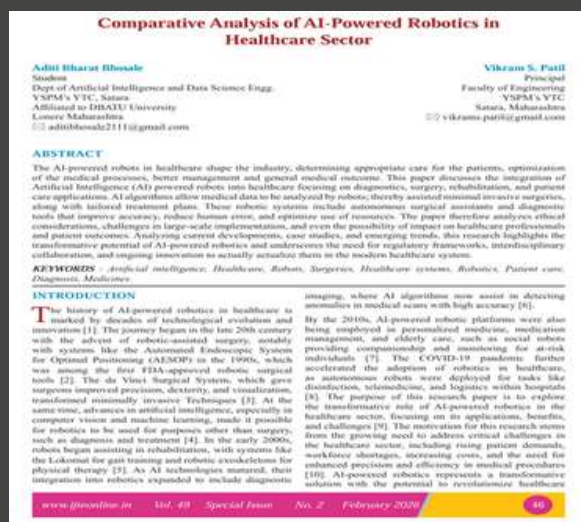 Comparative Analysis of AI-Powered Robotics in
Healthcare Sector
Aditi Bharat Bhosale
Student
Dept of Artificial Intelligence and Data Science Engg.
YSPM's YTC, Satara
Affiliated to DBATU University
Lonere Maharashtra
aditibhosale2111@gmail.com
Vikram S. Patil
Principal
Faculty of Engineering
YSPM's YTC
Satara, Maharashtra
vikrams.patil@gmail.com
ABSTRACT
The AI-powered robots in healthcare shape the industry, determining appropriate care for the patients, optimization
of the medical processes, better management and general medical outcome. This paper discusses the integration of
Artificial Intelligence (AI) powered robots into healthcare focusing on diagnostics, surgery, rehabilitation, and patient
care applications. AI algorithms allow medical data to be analyzed by robots; thereby assisted minimal invasive surgeries,
along with tailored treatment plans. These robotic systems include autonomous surgical assistants and diagnostic
tools that improve accuracy, reduce human error, and optimize use of resources. The paper therefore analyzes ethical
considerations, challenges in large-scale implementation, and even the possibility of impact on healthcare professionals
and patient outcomes. Analyzing current developments, case studies, and emerging trends, this research highlights the
transformative potential of AI-powered robotics and underscores the need for regulatory frameworks, interdisciplinary
collaboration, and ongoing innovation to actually actualize them in the modern healthcare system.
KEYWORDS : Artificial intelligence, Healthcare, Robots, Surgeries, Healthcare systems, Robotics, Patient care,
Diagnosis, Medicines
INTRODUCTION
The history of AI-powered robotics in healthcare is
marked by decades of technological evolution and
innovation [1]. The journey began in the late 20th century
with the advent of robotic-assisted surgery, notably
with systems like the Automated Endoscopic System
for Optimal Positioning (AESOP) in the 1990s, which
was among the first FDA-approved robotic surgical
tools [2]. The da Vinci Surgical System, which gave
surgeons improved precision, dexterity, and visualization,
transformed minimally invasive Techniques [3]. At the
same time, advances in artificial intelligence, especially in
computer vision and machine learning, made it possible
for robotics to be used for purposes other than surgery,
such as diagnosis and treatment [4]. In the early 2000s,
robots began assisting in rehabilitation, with systems like
the Lokomat for gait training and robotic exoskeletons for
physical therapy [5]. As AI technologies matured, their
integration into robotics expanded to include diagnostic
imaging, where AI algorithms now assist in detecting
anomalies in medical scans with high accuracy [6].
By the 2010s, AI-powered robotic platforms were also
being employed in personalized medicine, medication
management, and elderly care, such as social robots
providing companionship and monitoring for at-risk
individuals [7]. The COVID-19 pandemic further
accelerated the adoption of robotics in healthcare,
as autonomous robots were deployed for tasks like
disinfection, telemedicine, and logistics within hospitals
[8]. The purpose of this research paper is to explore
the transformative role of AI-powered robotics in the
healthcare sector, focusing on its applications, benefits,
and challenges [9]. The motivation for this research stems
from the growing need to address critical challenges in
the healthcare sector, including rising patient demands,
workforce shortages, increasing costs, and the need for
enhanced precision and efficiency in medical procedures
[10]. AI-powered robotics represents a transformative
solution with the potential to revolutionize healthcare
www.isteonline.in Vol. 49 Special Issue No. 2 February 2026 46